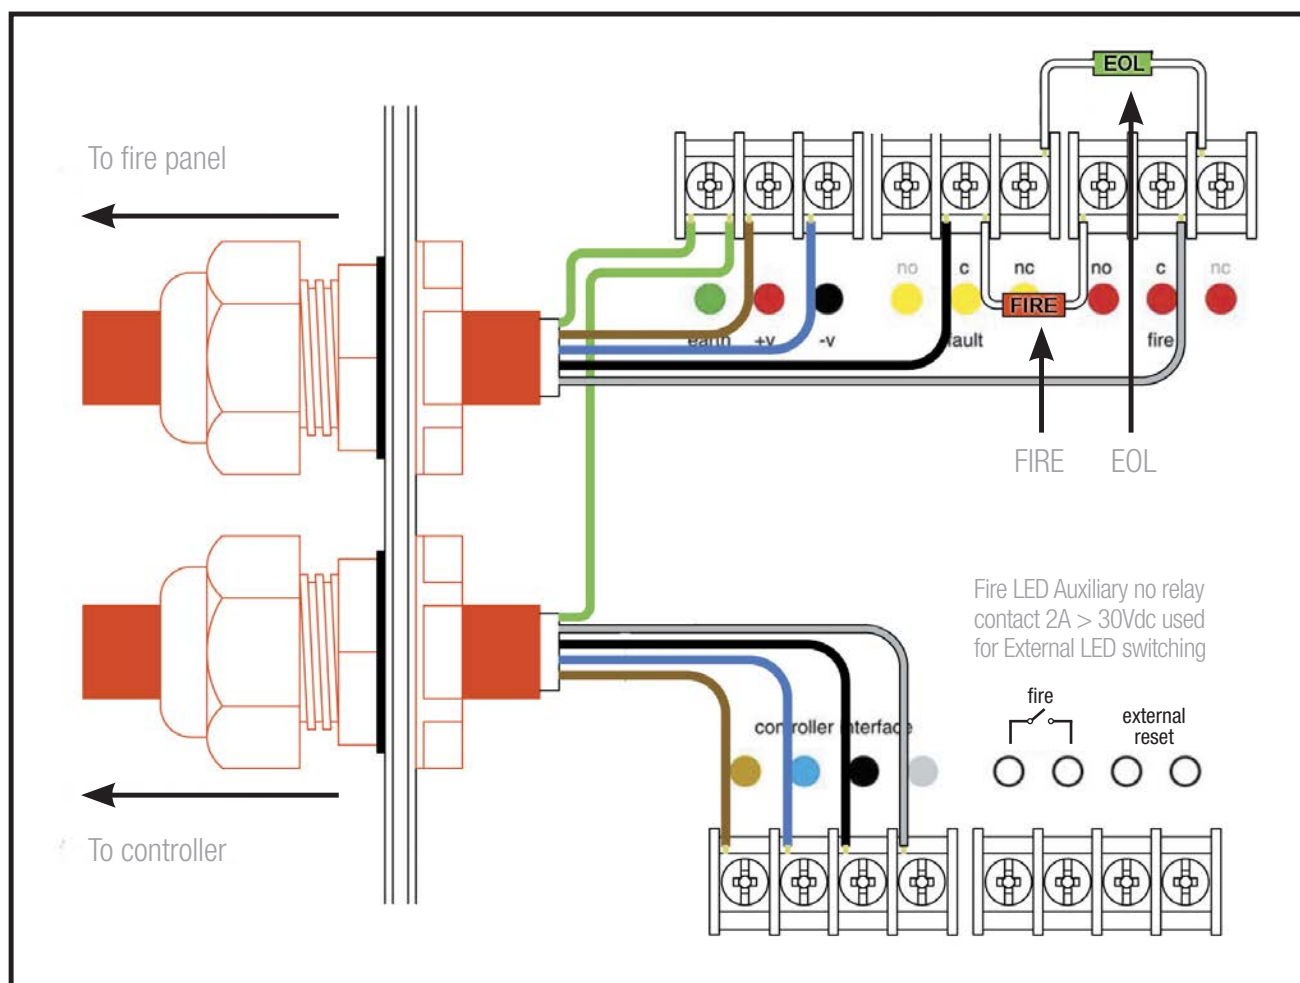 EOL
To fire panel
no c nc no c nc
FIRE
earth +v -v fault fire
FIRE EOL
Fire LED Auxiliary no relay
contact 2A > 30Vdc used
for External LED switching
fire
external
reset
controller interface
To controller